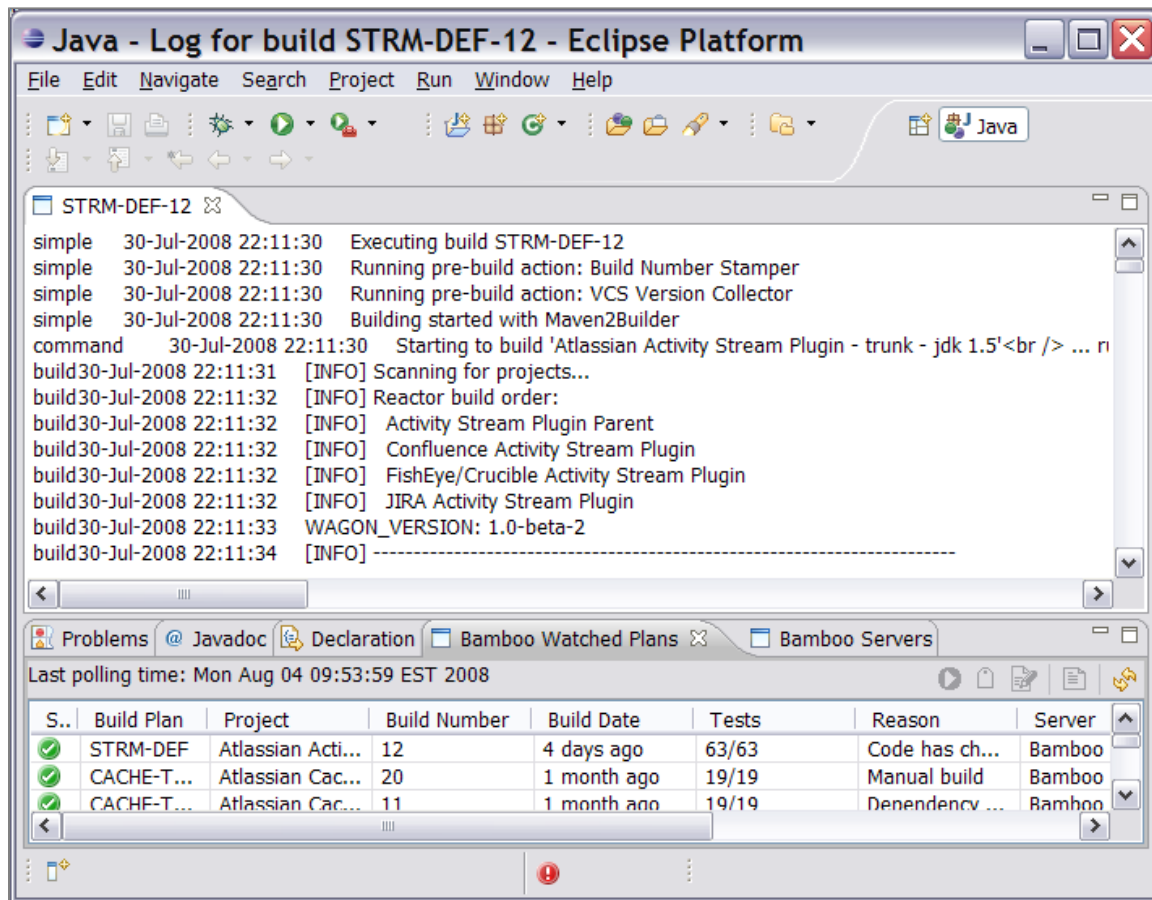 Java - Log for build STRM-DEF-12 - Eclipse Platform
File Edit Navigate Search Project Run Window Help
Java
STRM-DEF-12
simple 30-Jul-2008 22:11:30 Executing build STRM-DEF-12
simple 30-Jul-2008 22:11:30 Running pre-build action: Build Number Stamper
simple 30-Jul-2008 22:11:30 Running pre-build action: VCS Version Collector
simple 30-Jul-2008 22:11:30 Building started with Maven2Builder
command 30-Jul-2008 22:11:30 Starting to build 'Atlassian Activity Stream Plugin - trunk - jdk 1.5'<br /> ...
build30-Jul-2008 22:11:31 [INFO] Scanning for projects...
build30-Jul-2008 22:11:32 [INFO] Reactor build order:
build30-Jul-2008 22:11:32 [INFO] Activity Stream Plugin Parent
build30-Jul-2008 22:11:32 [INFO] Confluence Activity Stream Plugin
build30-Jul-2008 22:11:32 [INFO] FishEye/Crucible Activity Stream Plugin
build30-Jul-2008 22:11:32 [INFO] JIRA Activity Stream Plugin
build30-Jul-2008 22:11:33 WAGON_VERSION: 1.0-beta-2
build30-Jul-2008 22:11:34 [INFO] ------------------------------------------------------------------------
Problems @ Javadoc Declaration Bamboo Watched Plans Bamboo Servers
Last polling time: Mon Aug 04 09:53:59 EST 2008
S.. Build Plan Project Build Number Build Date Tests Reason Server
STRM-DEF Atlassian Acti... 12 4 days ago 63/63 Code has ch... Bamboo
CACHE-T... Atlassian Cac... 20 1 month ago 19/19 Manual build Bamboo
CACHE-T... Atlassian Cac... 11 1 month ago 19/19 Dependency ... Bamboo